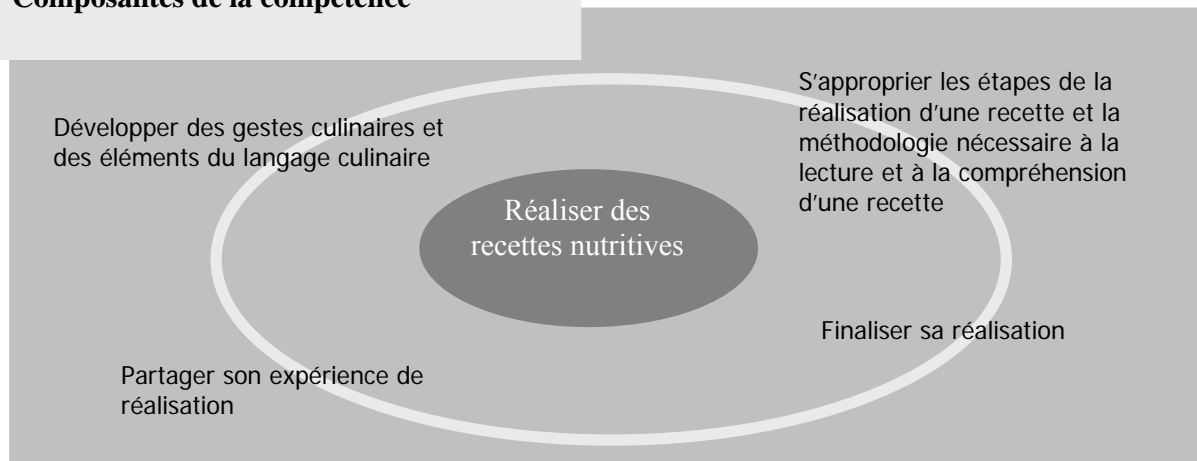 Composantes de la compétence
Développer des gestes culinaires et
des éléments du langage culinaire
S'approprier les étapes de la
réalisation d'une recette et la
méthodologie nécessaire à la
lecture et à la compréhension
d'une recette
Réaliser des
recettes nutritives
Finaliser sa réalisation
Partager son expérience de
réalisation